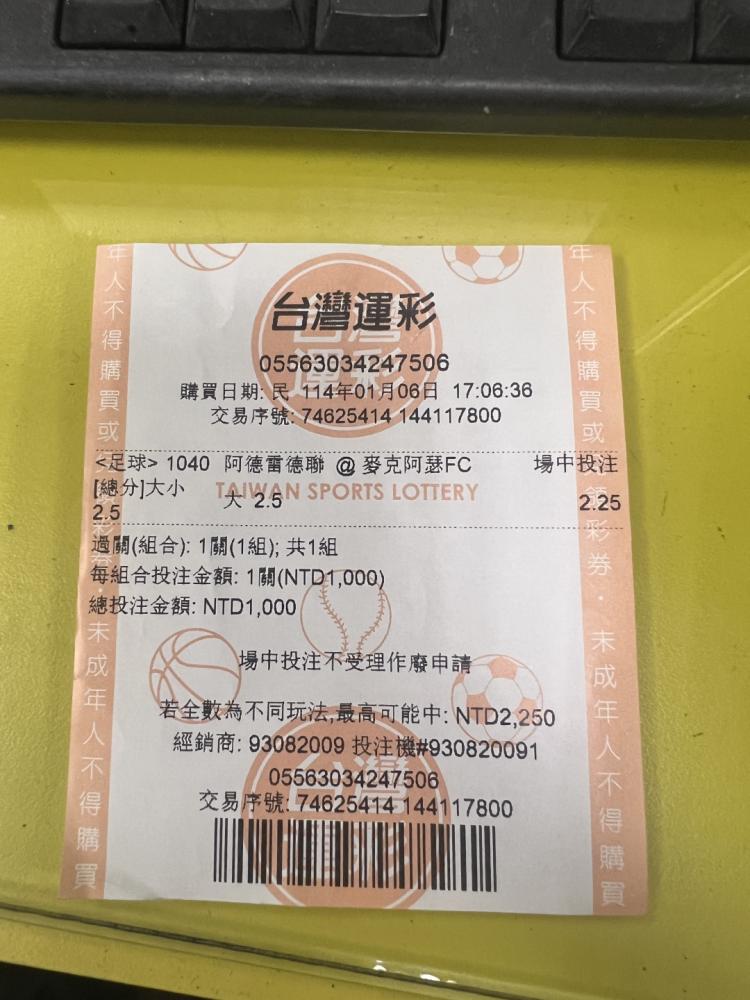 台灣運彩
05563034247506
購買日期: 民 114年01月06日 17:06:36
交易序號: 74625414 144117800
<足球> 1040 阿德雷德聯 @ 麥克阿瑟FC 場中投注
[總分]大小 大 2.5 2.25
2.5
TAIWAN SPORTS LOTTERY
過關(組合): 1關(1組); 共1組
每組合投注金額: 1關(NTD1,000)
總投注金額: NTD1,000
場中投注不受理作廢申請
若全數為不同玩法,最高可能中: NTD2,250
經銷商: 93082009 投注機#930820091
05563034247506
交易序號: 74625414 144117800
年人不得購買或
彩券．未成年人不得購買
年人不得購買或
彩券．未成年人不得購買